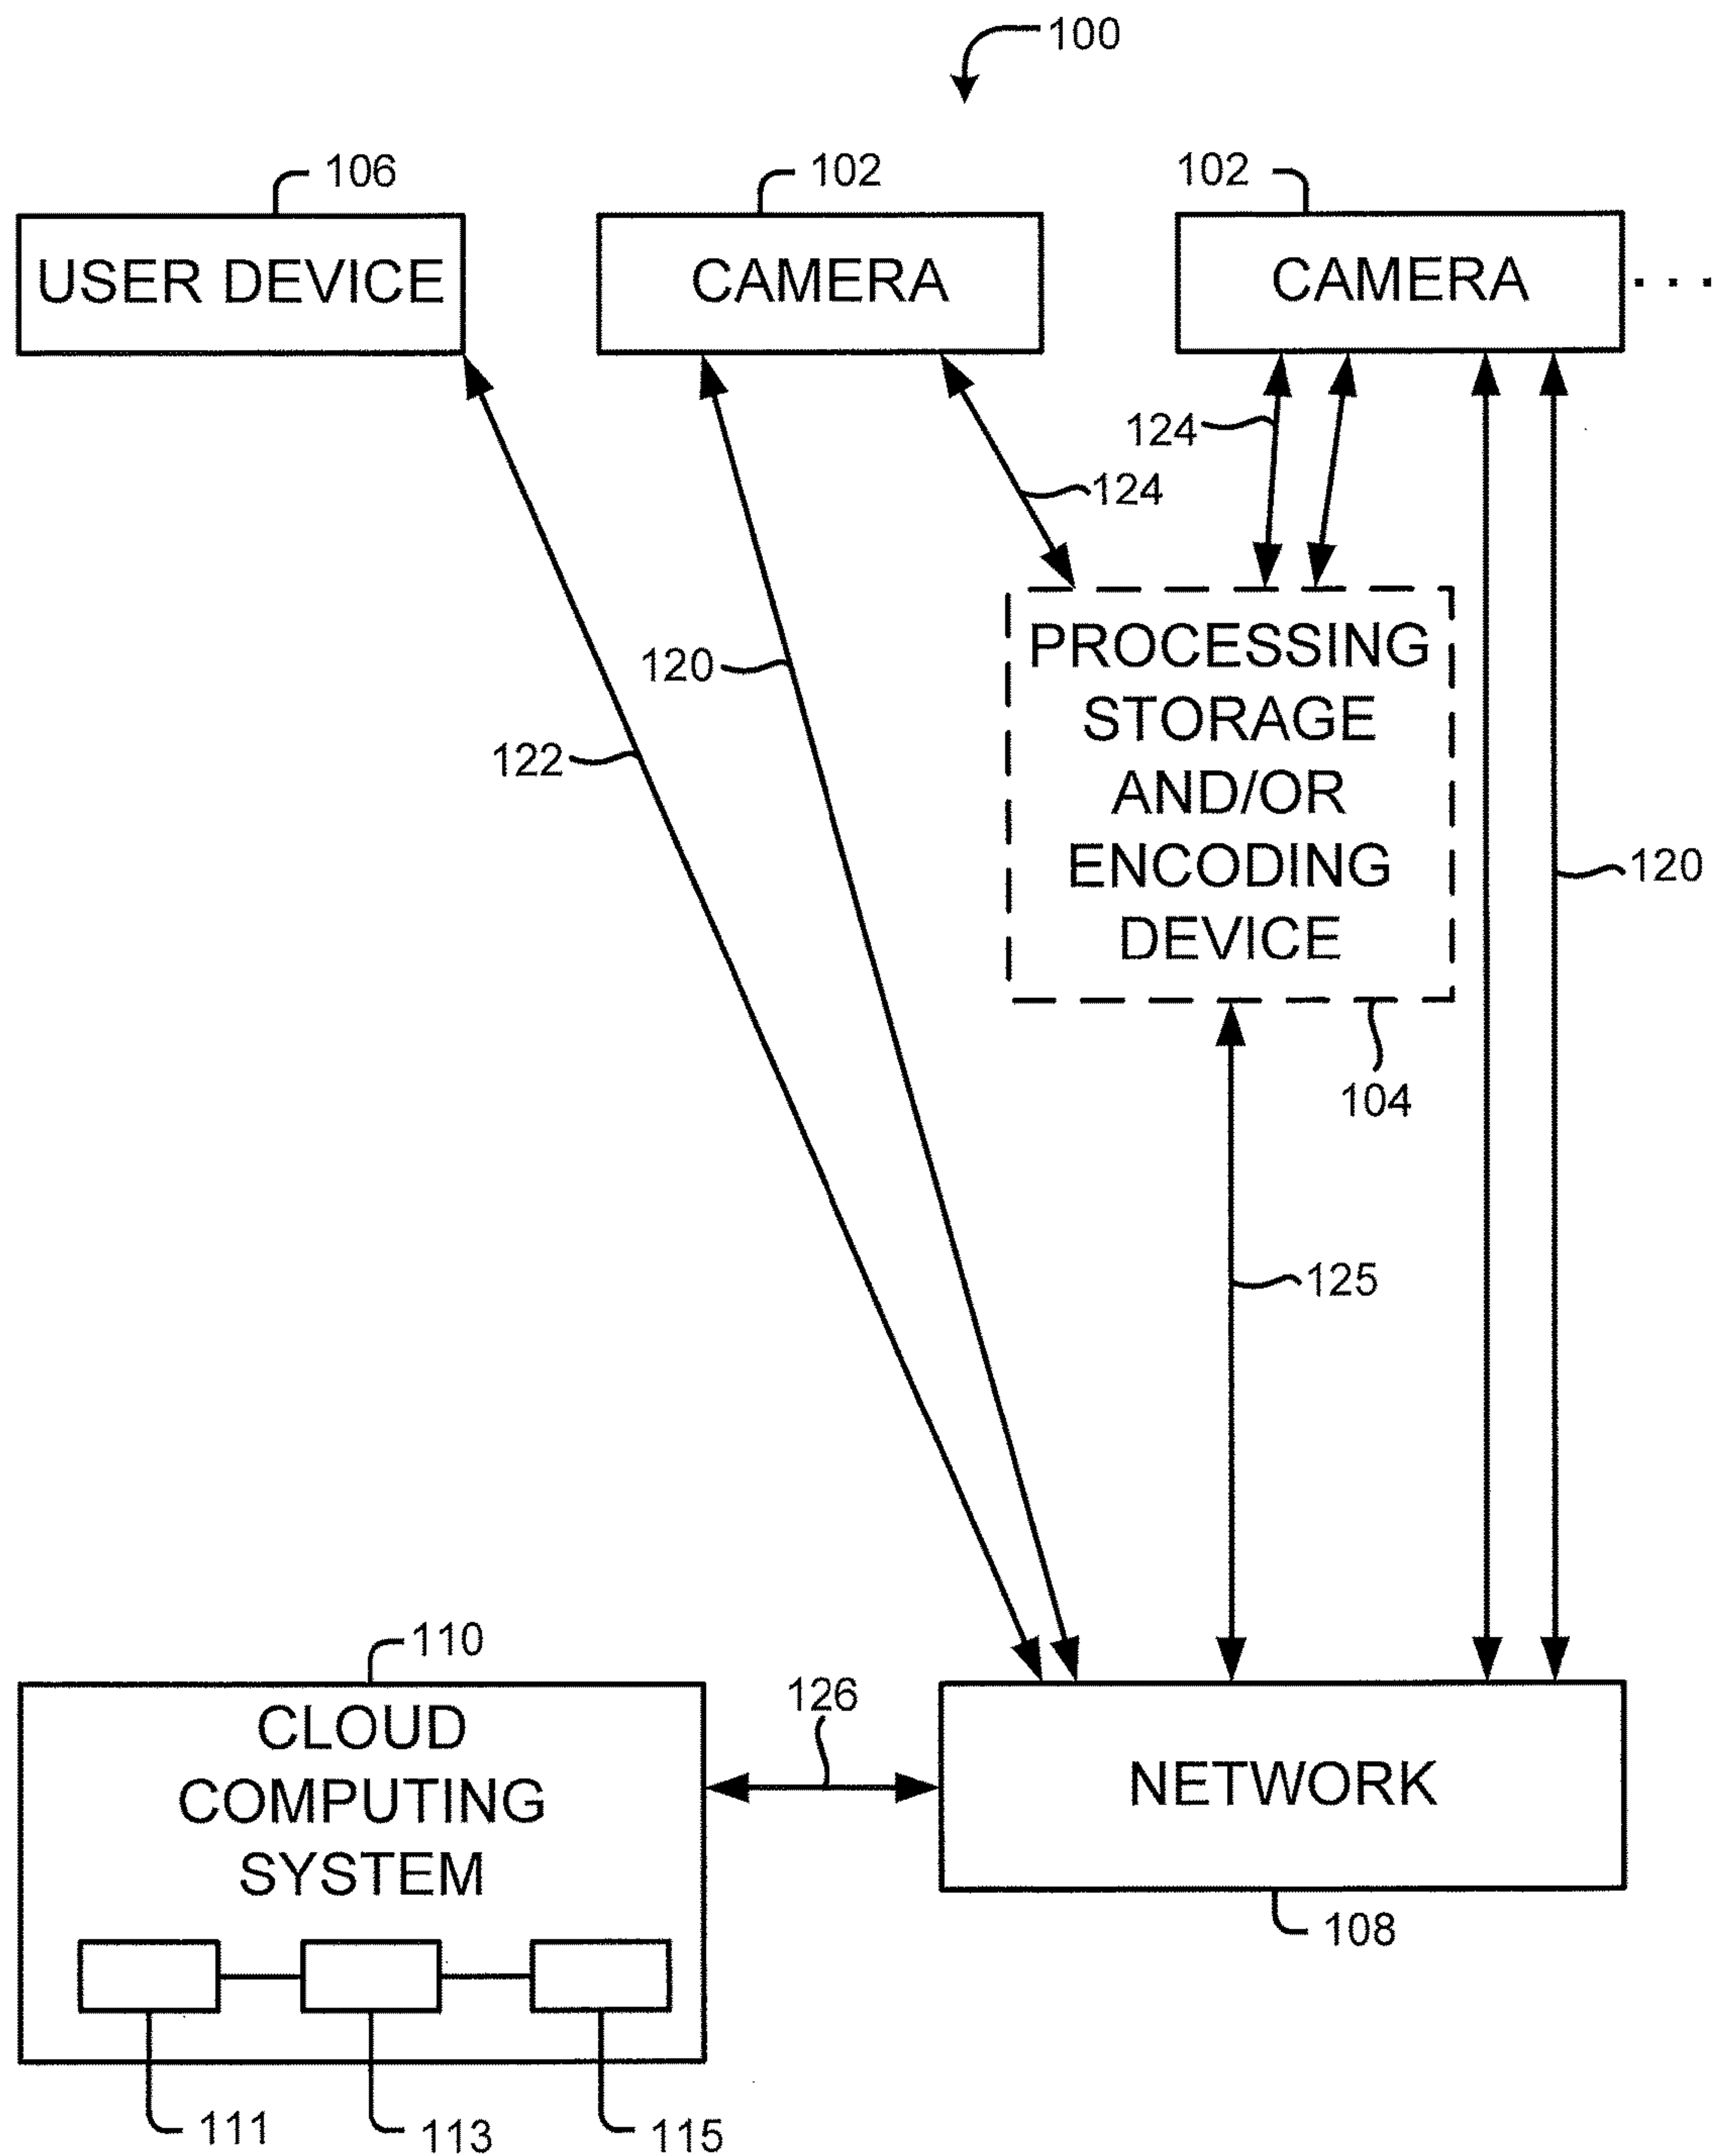 100
106
102
102
USER DEVICE
CAMERA
CAMERA
...
124
124
PROCESSING
STORAGE
AND/OR
ENCODING
DEVICE
120
122
120
104
125
110
126
CLOUD
COMPUTING
SYSTEM
NETWORK
108
111
113
115